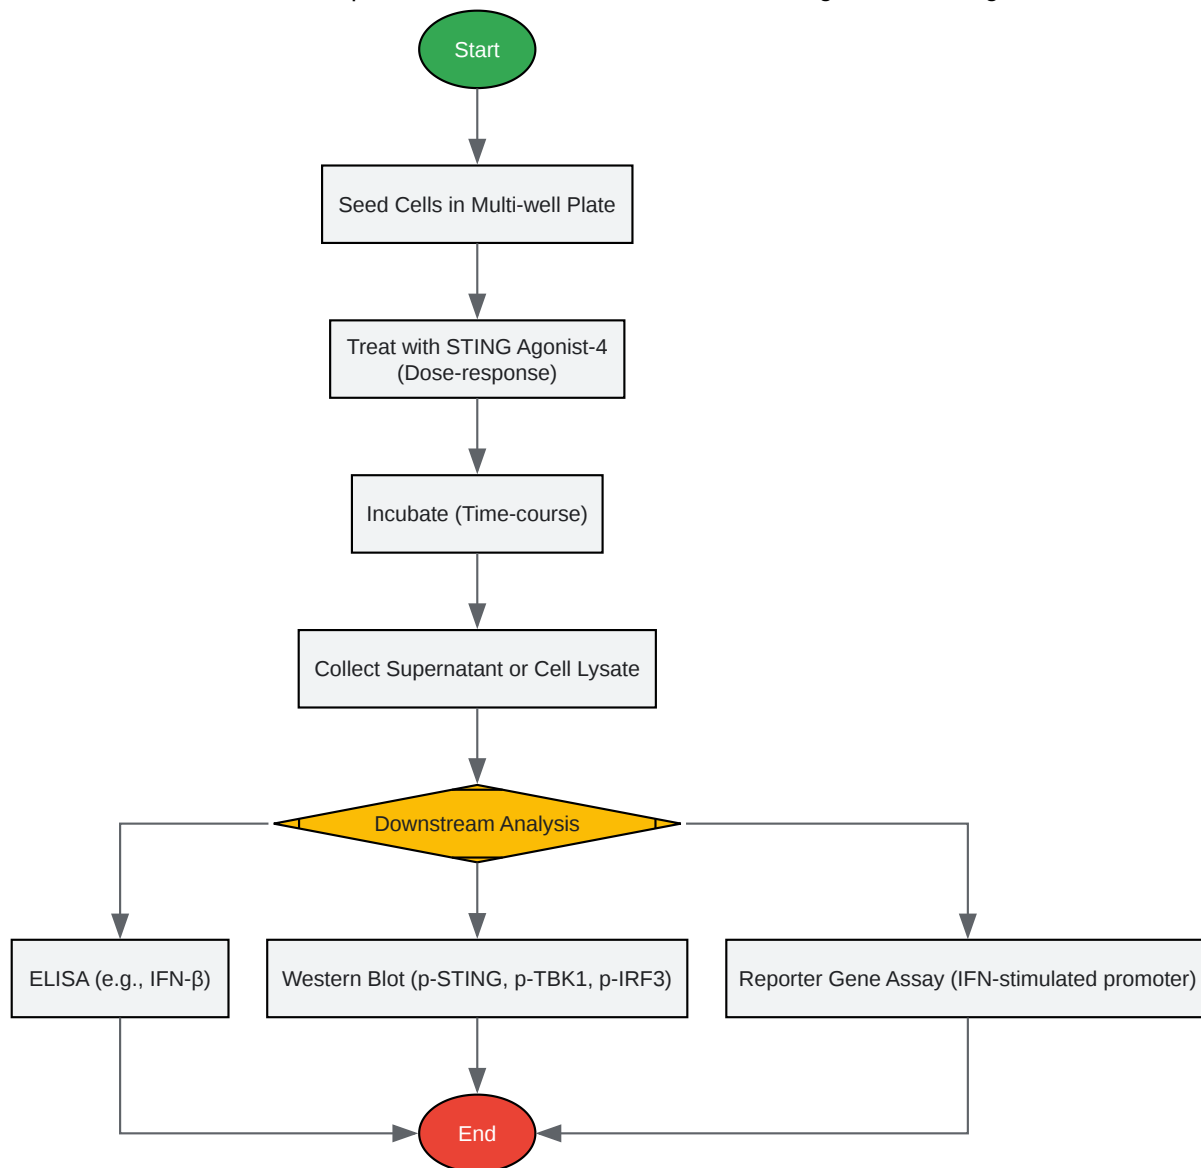 Start
Seed Cells in Multi-well Plate
Treat with STING Agonist-4
(Dose-response)
Incubate (Time-course)
Collect Supernatant or Cell Lysate
Downstream Analysis
ELISA (e.g., IFN-β)
Western Blot (p-STING, p-TBK1, p-IRF3)
Reporter Gene Assay (IFN-stimulated promoter)
End